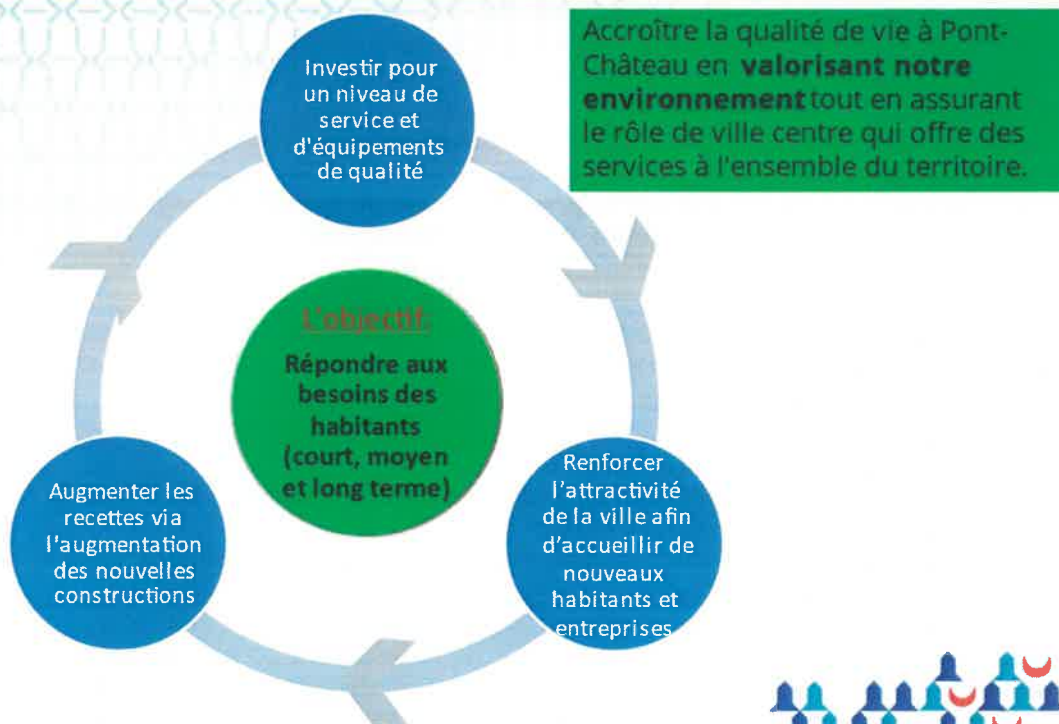 Investir pour
un niveau de
service et
d'équipements
de qualité
Accroître la qualité de vie à Pont-
Château en valorisant notre
environnement tout en assurant
le rôle de ville centre qui offre des
services à l'ensemble du territoire.
L'objectif:
Répondre aux
besoins des
habitants
(court, moyen
et long terme)
Renforcer
l'attractivité
de la ville afin
d'accueillir de
nouveaux
habitants et
entreprises
Augmenter les
recettes via
l'augmentation
des nouvelles
constructions